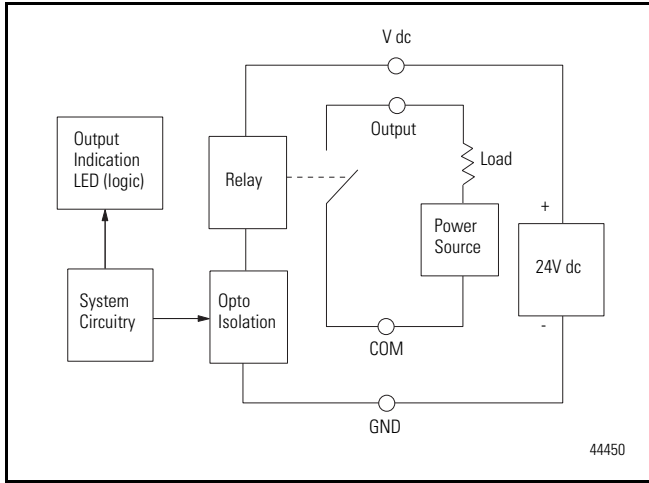 V dc
Output
Indication
LED (logic)
Output
Relay
Load
Power
Source
+
24V dc
-
System
Circuitry
Opto
Isolation
COM
GND
44450